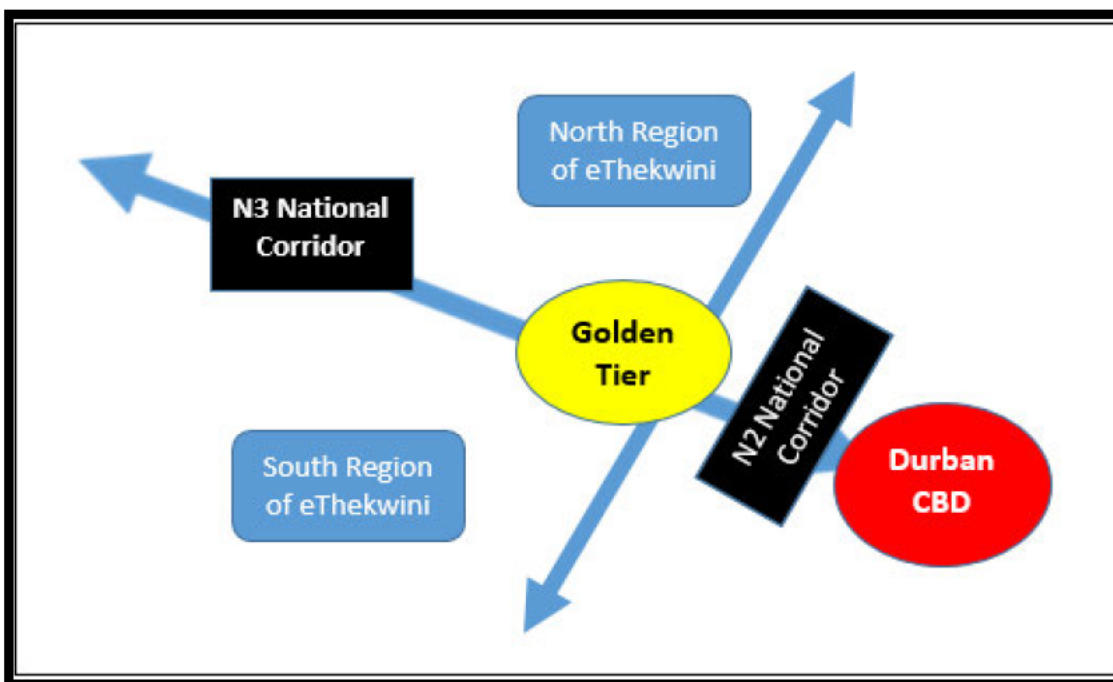 North Region
of eThekwini
N3 National
Corridor
Golden
Tier
N2 National
Corridor
South Region
of eThekwini
Durban
CBD